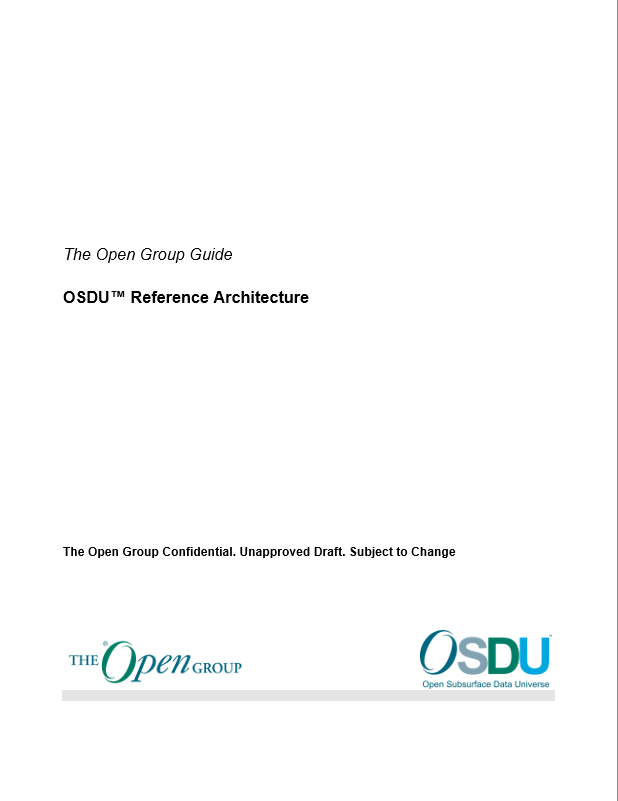 The Open Group Guide
OSDU™ Reference Architecture
The Open Group Confidential. Unapproved Draft. Subject to Change
THE Open GROUP
OSDU™
Open Subsurface Data Universe